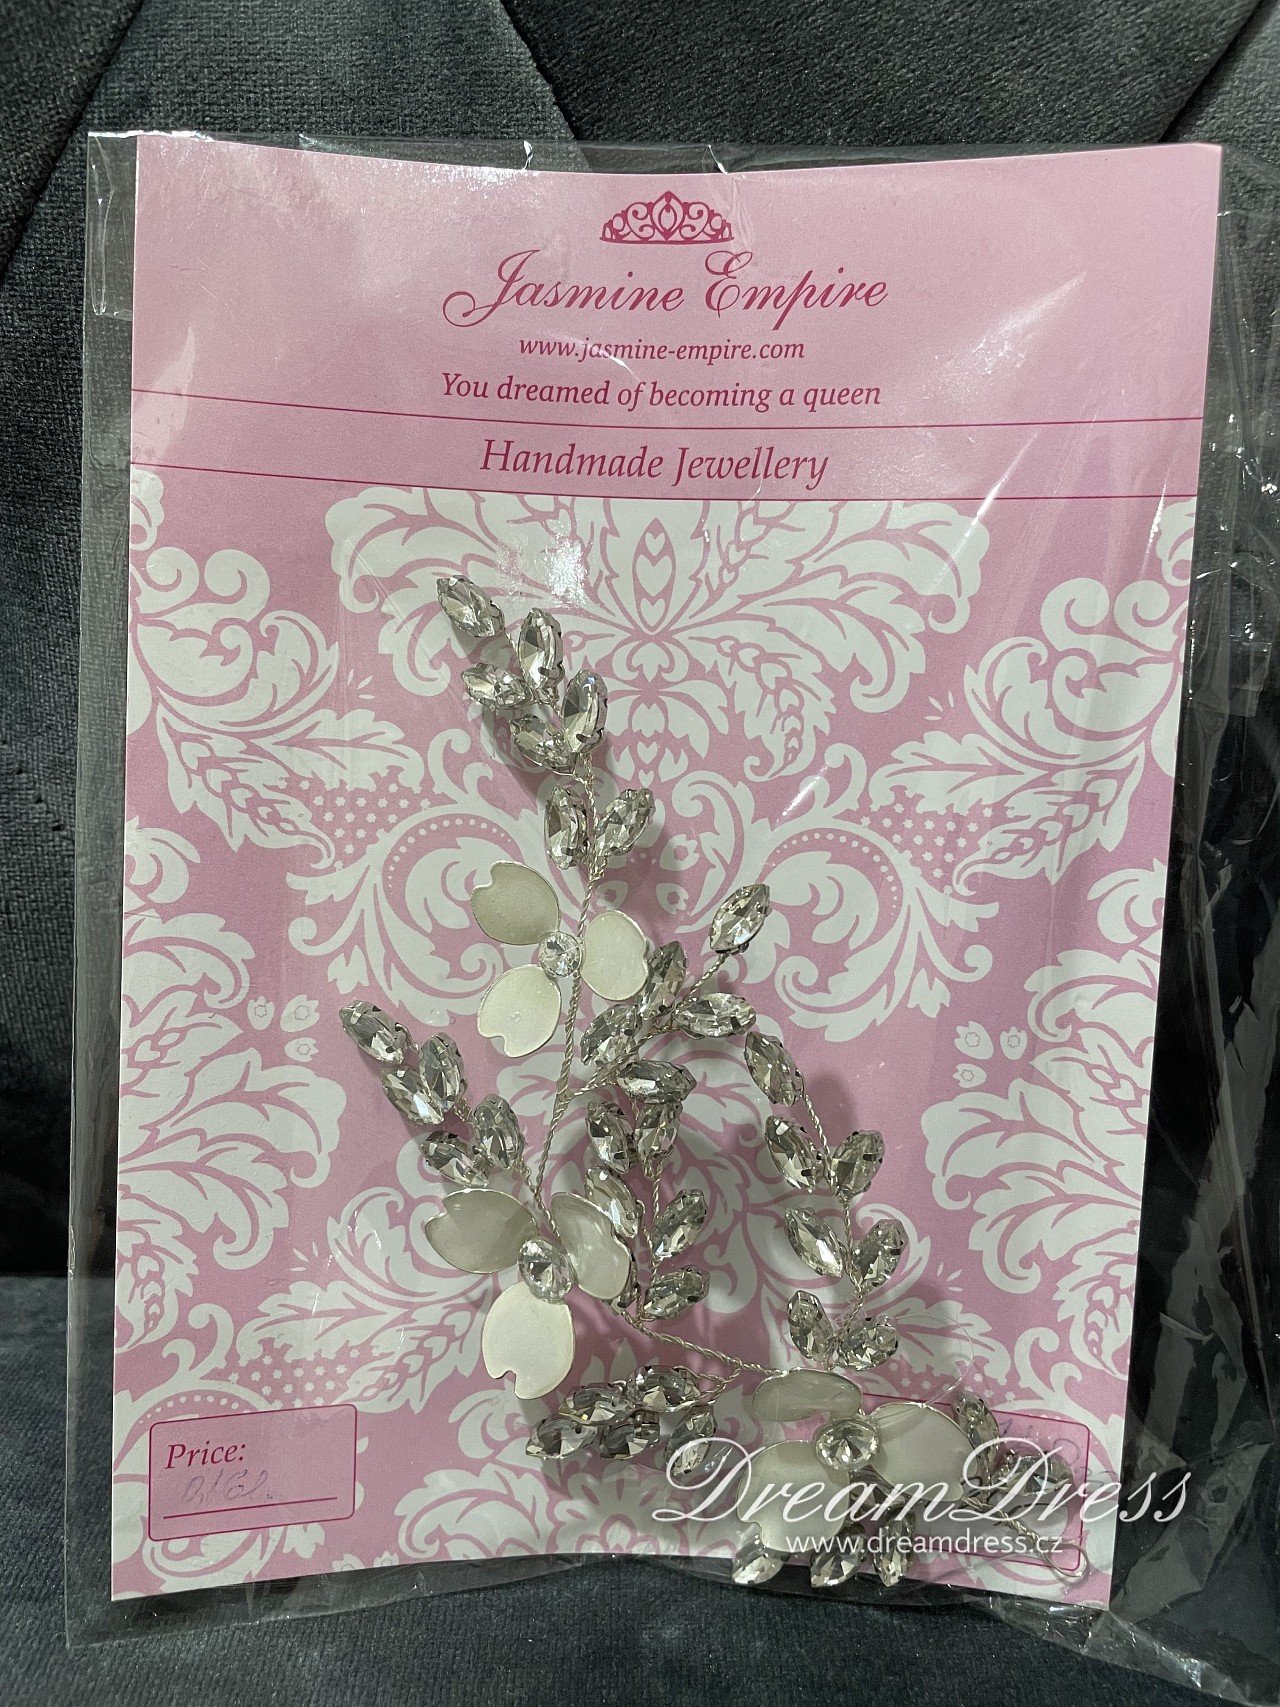 Jasmine Empire
www.jasmine-empire.com
You dreamed of becoming a queen
Handmade Jewellery
Price:
DreamDress
www.dreamdress.cz